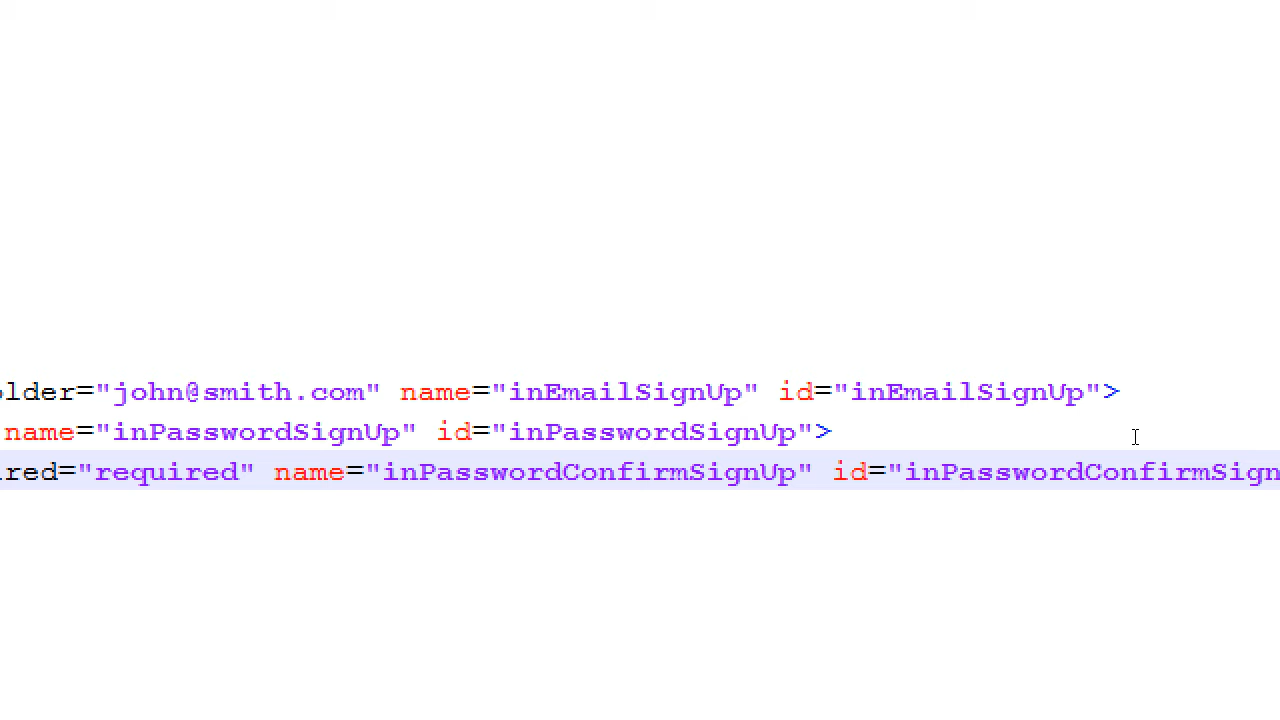 older="john@smith.com" name="inEmailSignUp" id="inEmailSignUp">
name="inPasswordSignUp" id="inPasswordSignUp">
ired="required" name="inPasswordConfirmSignUp" id="inPasswordConfirmSign